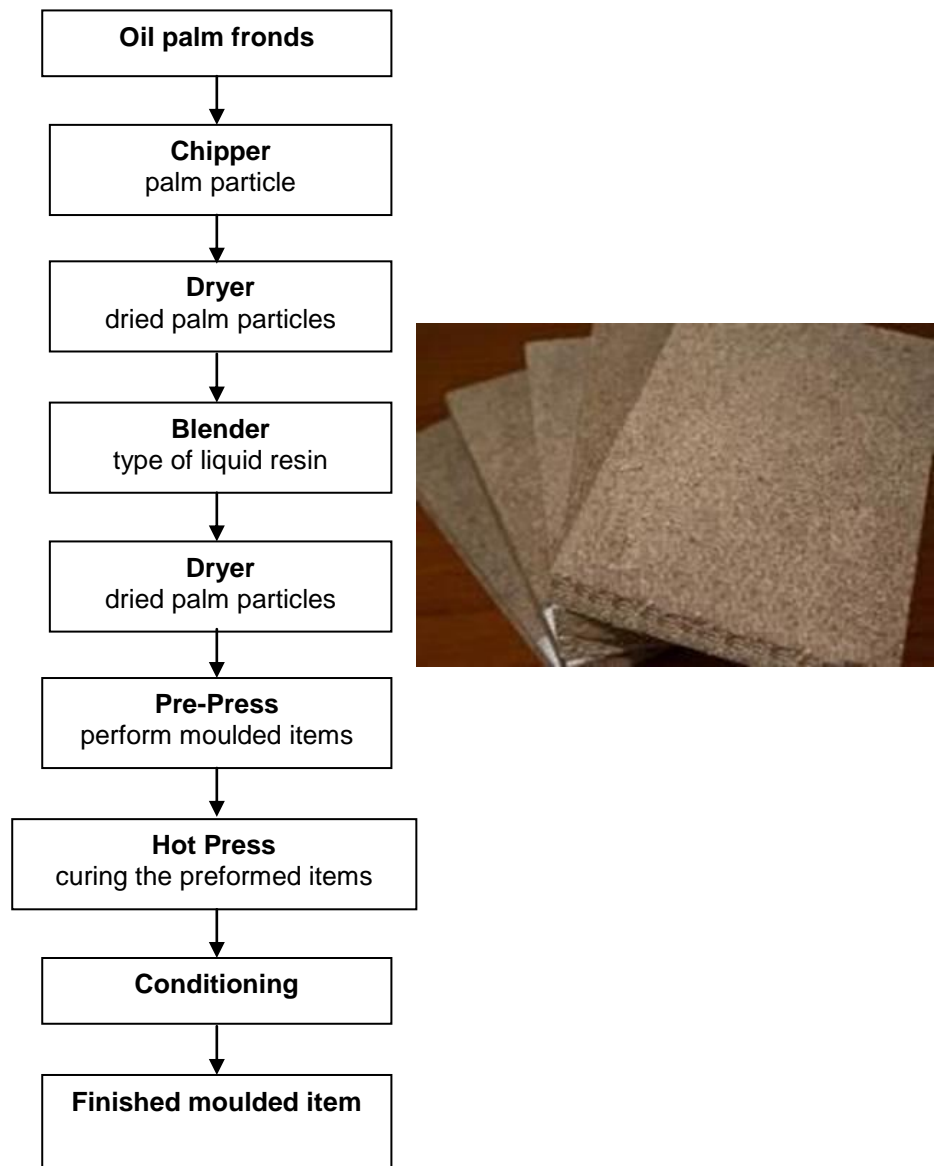 Oil palm fronds
Chipper
palm particle
Dryer
dried palm particles
Blender
type of liquid resin
Dryer
dried palm particles
Pre-Press
perform moulded items
Hot Press
curing the preformed items
Conditioning
Finished moulded item